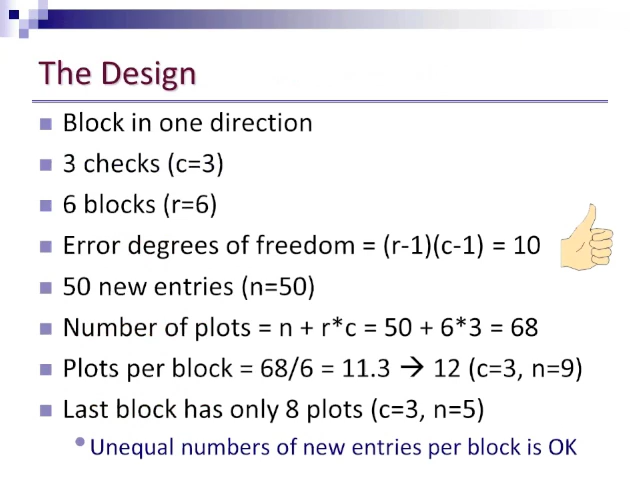 The Design
Block in one direction
3 checks (c=3)
6 blocks (r=6)
Error degrees of freedom = (r-1)(c-1) = 10
50 new entries (n=50)
Number of plots = n + r*c = 50 + 6*3 = 68
Plots per block = 68/6 = 11.3 → 12 (c=3, n=9)
Last block has only 8 plots (c=3, n=5)
Unequal numbers of new entries per block is OK